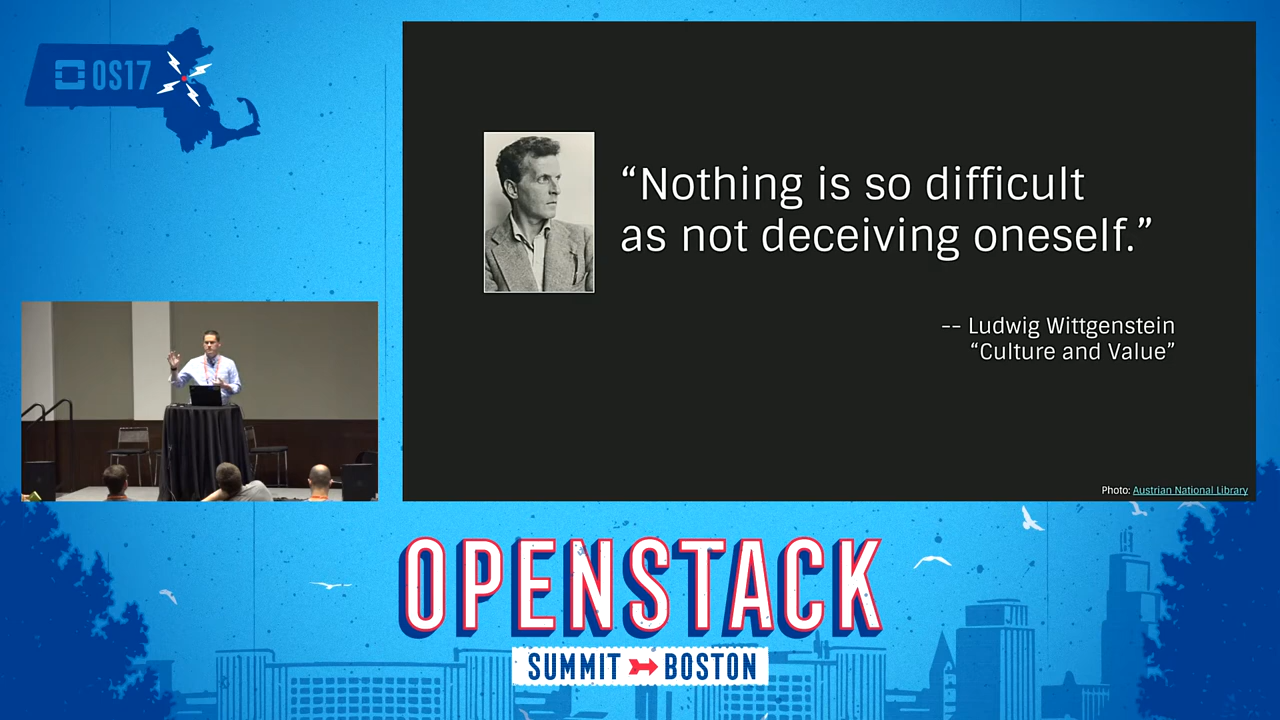 OS17
“Nothing is so difficult
as not deceiving oneself.”
-- Ludwig Wittgenstein
“Culture and Value”
Photo: Austrian National Library
OPENSTACK
SUMMIT BOSTON